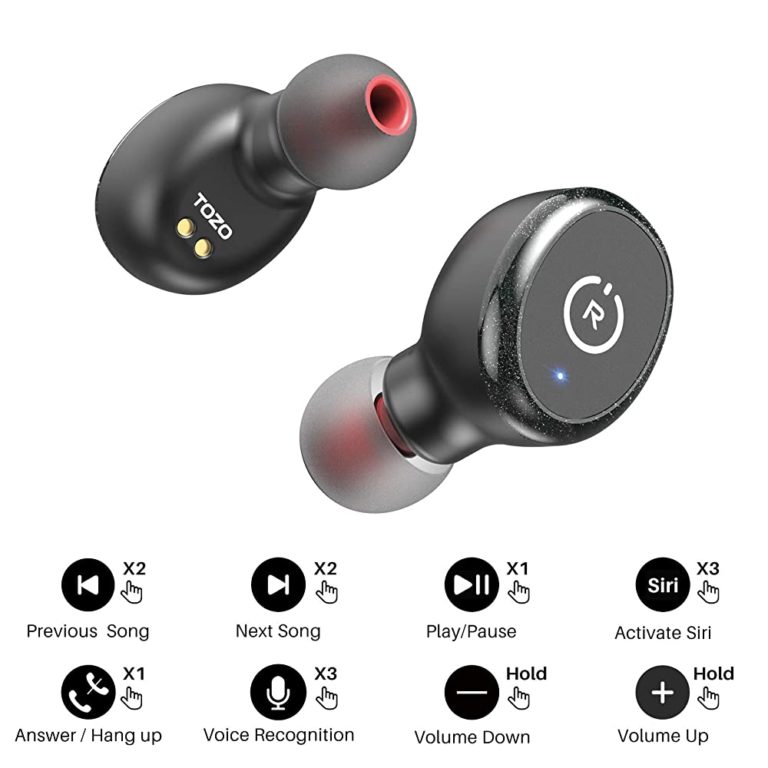 TOZO
R
X2
Previous Song
X2
Next Song
X1
Play/Pause
Siri
X3
Activate Siri
X1
Answer / Hang up
X3
Voice Recognition
Hold
Volume Down
Hold
Volume Up